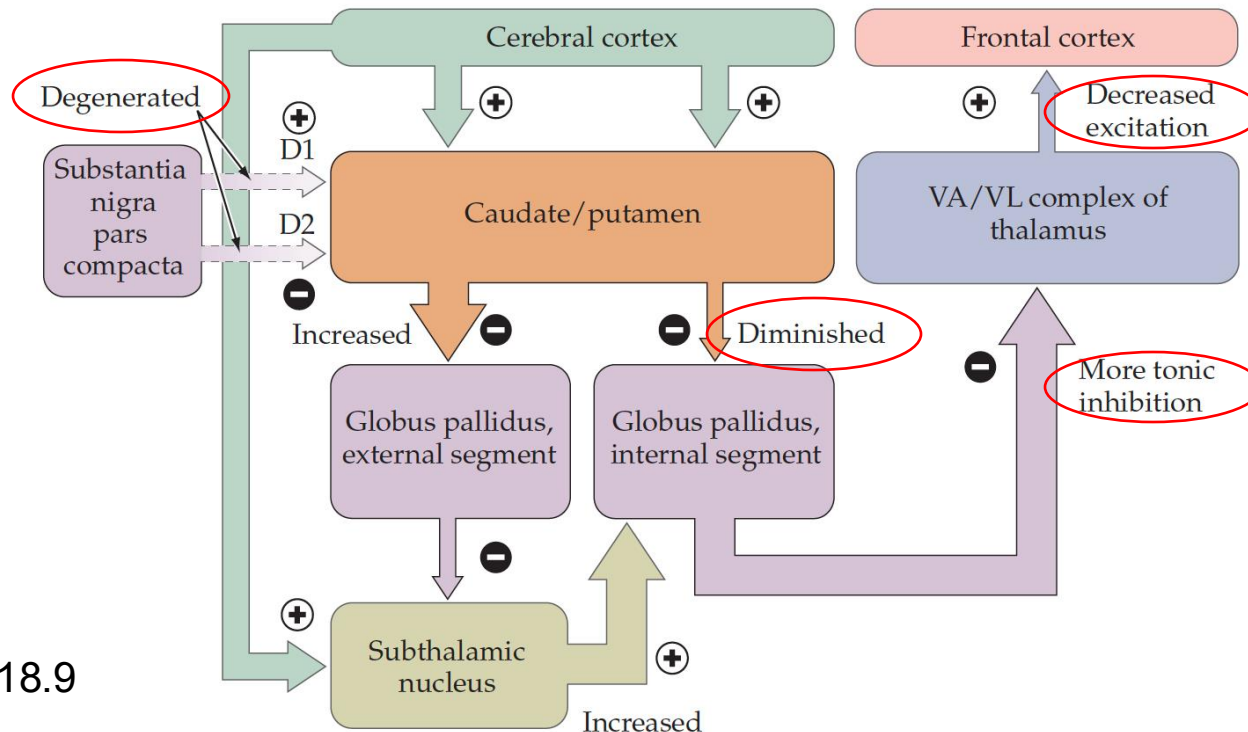 Cerebral cortex
Frontal cortex
Degenerated
+
+
+
+
Decreased
excitation
D1
Substantia
nigra
pars
compacta
Caudate/putamen
VA/VL complex of
thalamus
D2
−
Increased
−
−
Diminished
−
More tonic
inhibition
Globus pallidus,
external segment
Globus pallidus,
internal segment
−
+
Subthalamic
nucleus
+
18.9
Increased